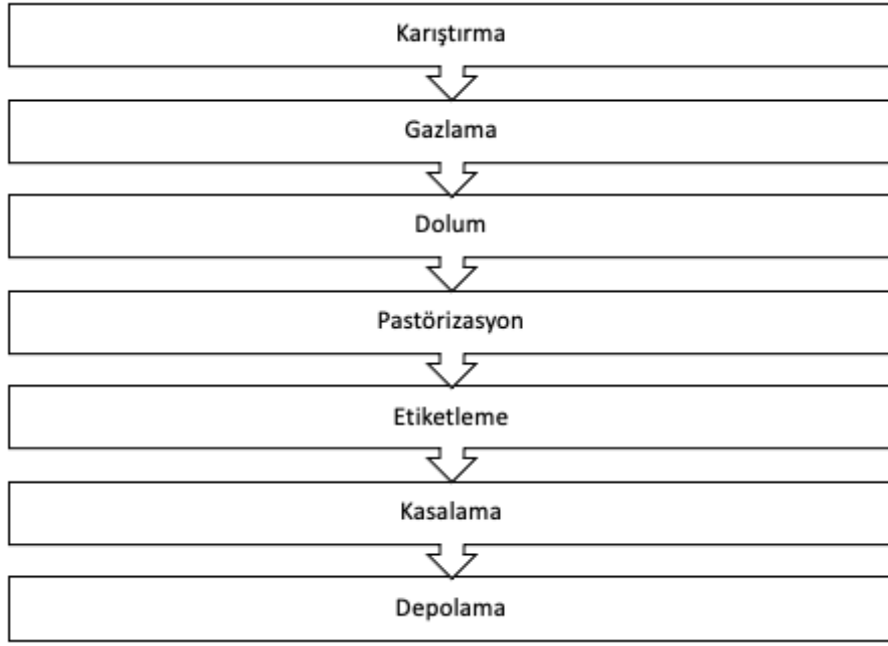 Karıştırma
Gazlama
Dolum
Pastörizasyon
Etiketleme
Kasalama
Depolama